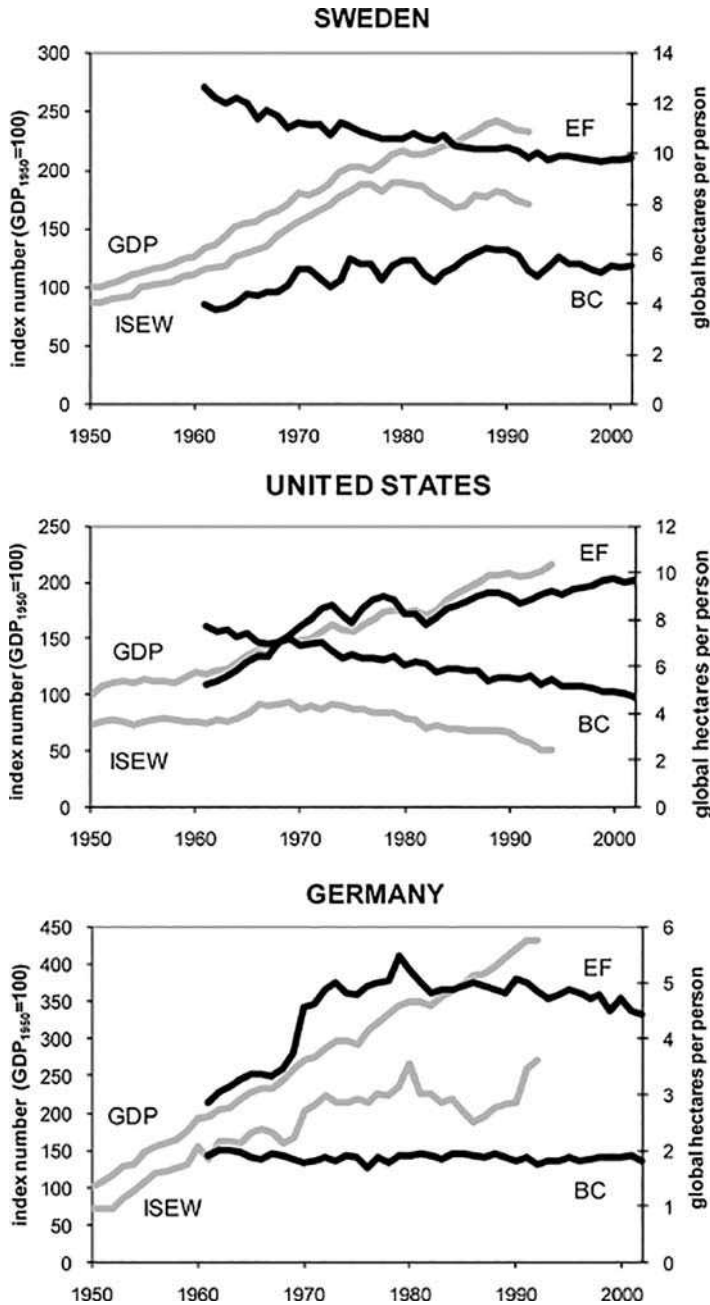 SWEDEN
index number (GDP1950=100)
300
250
200
150
100
50
0
GDP
ISEW
EF
BC
14
12
10
8
6
4
2
0
global hectares per person
1950 1960 1970 1980 1990 2000
UNITED STATES
index number (GDP1950=100)
250
200
150
100
50
0
GDP
ISEW
EF
BC
12
10
8
6
4
2
0
global hectares per person
1950 1960 1970 1980 1990 2000
GERMANY
index number (GDP1950=100)
450
400
350
300
250
200
150
100
50
0
GDP
ISEW
EF
BC
6
5
4
3
2
1
0
global hectares per person
1950 1960 1970 1980 1990 2000